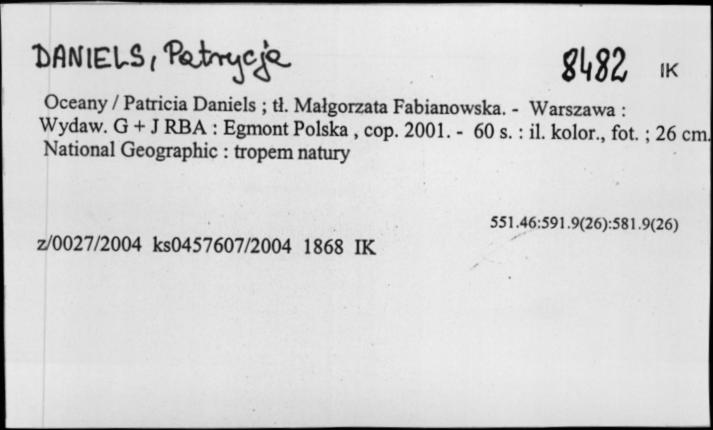 DANIELS, Patrycja 8482 IK
Oceany / Patricia Daniels ; tł. Małgorzata Fabianowska. - Warszawa :
Wydaw. G + J RBA : Egmont Polska , cop. 2001. - 60 s. : il. kolor., fot. ; 26 cm.
National Geographic : tropem natury
551.46:591.9(26):581.9(26)
z/0027/2004 ks0457607/2004 1868 IK